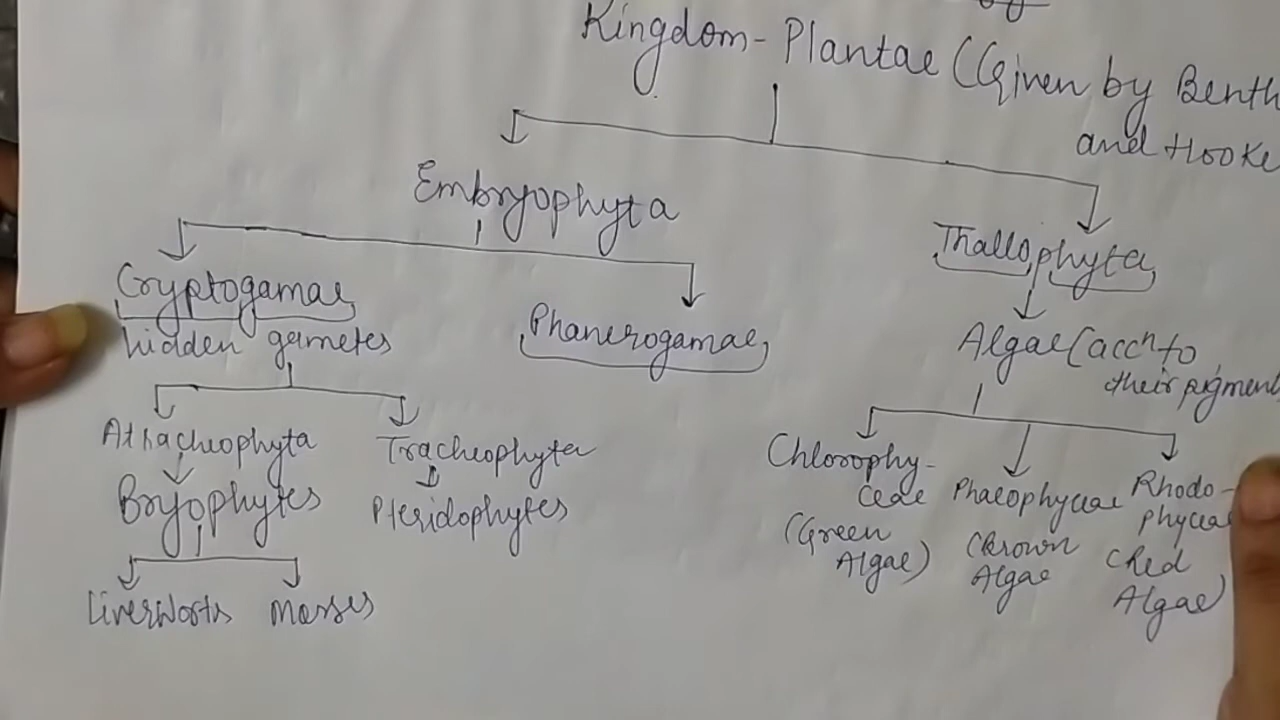 of
Kingdom - Plantae (Given by Benth
and Hooke
Embryophyta
Thallophyta
Cryptogamae
Phanerogamae
hidden gametes
Algae (accn to
their pigment
Atracheophyta
Tracheophyta
Chlorophy-
ceae
Phaeophyceae
Rhodo-
phyceae
Bryophytes
Pteridophytes
(Green
Algae)
(Brown
Algae
(Red
Algae)
Liverworts
Mosses